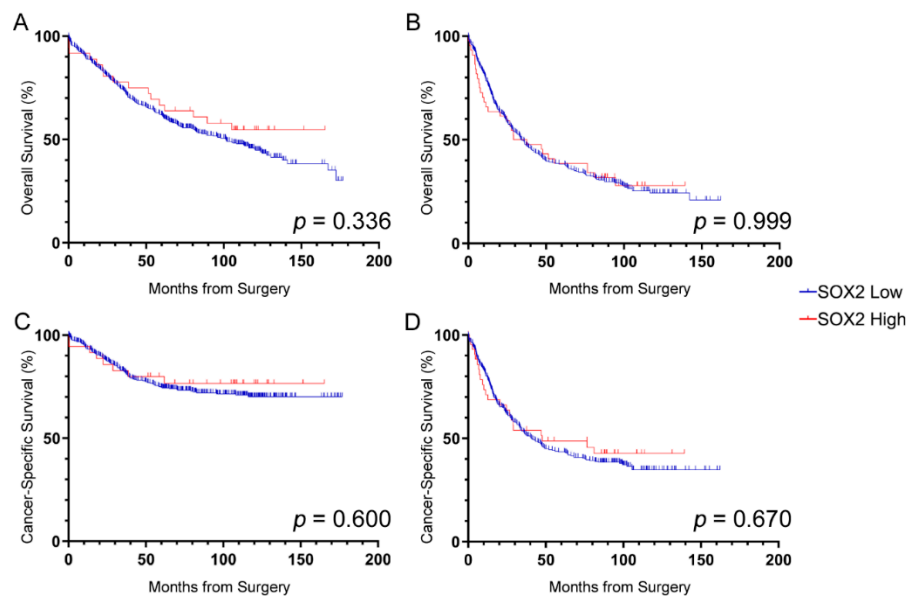 A
100
50
0
0 50 100 150 200
Overall Survival (%)
Months from Surgery
p = 0.336
B
100
50
0
0 50 100 150 200
Overall Survival (%)
Months from Surgery
p = 0.999
SOX2 Low
SOX2 High
C
100
50
0
0 50 100 150 200
Cancer-Specific Survival (%)
Months from Surgery
p = 0.600
D
100
50
0
0 50 100 150 200
Cancer-Specific Survival (%)
Months from Surgery
p = 0.670